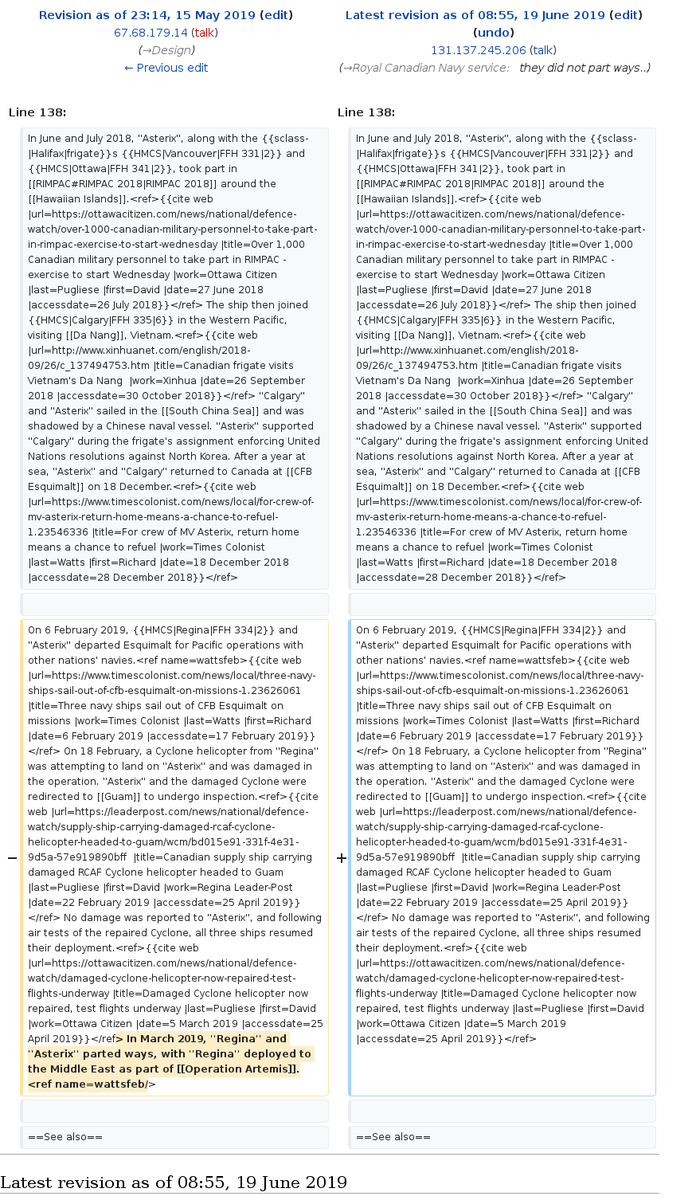 Revision as of 23:14, 15 May 2019 (edit)
67.68.179.14 (talk)
(→Design)
← Previous edit
Latest revision as of 08:55, 19 June 2019 (edit)
(undo)
131.137.245.206 (talk)
(→Royal Canadian Navy service: they did not part ways..)
Line 138:
Line 138:
In June and July 2018, ''Asterix'', along with the {{sclass-
|Halifax|frigate}}s {{HMCS|Vancouver|FFH 331|2}} and
{{HMCS|Ottawa|FFH 341|2}}, took part in
[[RIMPAC#RIMPAC 2018|RIMPAC 2018]] around the
[[Hawaiian Islands]].<ref>{{cite web
|url=https://ottawacitizen.com/news/national/defence-
watch/over-1000-canadian-military-personnel-to-take-part-
in-rimpac-exercise-to-start-wednesday |title=Over 1,000
Canadian military personnel to take part in RIMPAC -
exercise to start Wednesday |work=Ottawa Citizen
|last=Pugliese |first=David |date=27 June 2018
|accessdate=26 July 2018}}</ref> The ship then joined
{{HMCS|Calgary|FFH 335|6}} in the Western Pacific,
visiting [[Da Nang]], Vietnam.<ref>{{cite web
|url=http://www.xinhuanet.com/english/2018-
09/26/c_137494753.htm |title=Canadian frigate visits
Vietnam's Da Nang  |work=Xinhua |date=26 September
2018 |accessdate=30 October 2018}}</ref> ''Calgary''
and ''Asterix'' sailed in the [[South China Sea]] and was
shadowed by a Chinese naval vessel. ''Asterix'' supported
''Calgary'' during the frigate's assignment enforcing United
Nations resolutions against North Korea. After a year at
sea, ''Asterix'' and ''Calgary'' returned to Canada at [[CFB
Esquimalt]] on 18 December.<ref>{{cite web
|url=https://www.timescolonist.com/news/local/for-crew-of-
mv-asterix-return-home-means-a-chance-to-refuel-
1.23546336 |title=For crew of MV Asterix, return home
means a chance to refuel |work=Times Colonist
|last=Watts |first=Richard |date=18 December 2018
|accessdate=28 December 2018}}</ref>
In June and July 2018, ''Asterix'', along with the {{sclass-
|Halifax|frigate}}s {{HMCS|Vancouver|FFH 331|2}} and
{{HMCS|Ottawa|FFH 341|2}}, took part in
[[RIMPAC#RIMPAC 2018|RIMPAC 2018]] around the
[[Hawaiian Islands]].<ref>{{cite web
|url=https://ottawacitizen.com/news/national/defence-
watch/over-1000-canadian-military-personnel-to-take-part-
in-rimpac-exercise-to-start-wednesday |title=Over 1,000
Canadian military personnel to take part in RIMPAC -
exercise to start Wednesday |work=Ottawa Citizen
|last=Pugliese |first=David |date=27 June 2018
|accessdate=26 July 2018}}</ref> The ship then joined
{{HMCS|Calgary|FFH 335|6}} in the Western Pacific,
visiting [[Da Nang]], Vietnam.<ref>{{cite web
|url=http://www.xinhuanet.com/english/2018-
09/26/c_137494753.htm |title=Canadian frigate visits
Vietnam's Da Nang  |work=Xinhua |date=26 September
2018 |accessdate=30 October 2018}}</ref> ''Calgary''
and ''Asterix'' sailed in the [[South China Sea]] and was
shadowed by a Chinese naval vessel. ''Asterix'' supported
''Calgary'' during the frigate's assignment enforcing United
Nations resolutions against North Korea. After a year at
sea, ''Asterix'' and ''Calgary'' returned to Canada at [[CFB
Esquimalt]] on 18 December.<ref>{{cite web
|url=https://www.timescolonist.com/news/local/for-crew-of-
mv-asterix-return-home-means-a-chance-to-refuel-
1.23546336 |title=For crew of MV Asterix, return home
means a chance to refuel |work=Times Colonist
|last=Watts |first=Richard |date=18 December 2018
|accessdate=28 December 2018}}</ref>
−
On 6 February 2019, {{HMCS|Regina|FFH 334|2}} and
''Asterix'' departed Esquimalt for Pacific operations with
other nations' navies.<ref name=wattsfeb>{{cite web
|url=https://www.timescolonist.com/news/local/three-navy-
ships-sail-out-of-cfb-esquimalt-on-missions-1.23626061
|title=Three navy ships sail out of CFB Esquimalt on
missions |work=Times Colonist |last=Watts |first=Richard
|date=6 February 2019 |accessdate=17 February 2019}}
</ref> On 18 February, a Cyclone helicopter from ''Regina''
was attempting to land on ''Asterix'' and was damaged in
the operation. ''Asterix'' and the damaged Cyclone were
redirected to [[Guam]] to undergo inspection.<ref>{{cite
web |url=https://leaderpost.com/news/national/defence-
watch/supply-ship-carrying-damaged-rcaf-cyclone-
helicopter-headed-to-guam/wcm/bd015e91-331f-4e31-
9d5a-57e919890bff  |title=Canadian supply ship carrying
damaged RCAF Cyclone helicopter headed to Guam
|last=Pugliese |first=David |work=Regina Leader-Post
|date=22 February 2019 |accessdate=25 April 2019}}
</ref> No damage was reported to ''Asterix'', and following
air tests of the repaired Cyclone, all three ships resumed
their deployment.<ref>{{cite web
|url=https://ottawacitizen.com/news/national/defence-
watch/damaged-cyclone-helicopter-now-repaired-test-
flights-underway |title=Damaged Cyclone helicopter now
repaired, test flights underway |last=Pugliese |first=David
|work=Ottawa Citizen |date=5 March 2019 |accessdate=25
April 2019}}</ref> In March 2019, ''Regina'' and
''Asterix'' parted ways, with ''Regina'' deployed to
the Middle East as part of [[Operation Artemis]].
<ref name=wattsfeb/>
+
On 6 February 2019, {{HMCS|Regina|FFH 334|2}} and
''Asterix'' departed Esquimalt for Pacific operations with
other nations' navies.<ref name=wattsfeb>{{cite web
|url=https://www.timescolonist.com/news/local/three-navy-
ships-sail-out-of-cfb-esquimalt-on-missions-1.23626061
|title=Three navy ships sail out of CFB Esquimalt on
missions |work=Times Colonist |last=Watts |first=Richard
|date=6 February 2019 |accessdate=17 February 2019}}
</ref> On 18 February, a Cyclone helicopter from ''Regina''
was attempting to land on ''Asterix'' and was damaged in
the operation. ''Asterix'' and the damaged Cyclone were
redirected to [[Guam]] to undergo inspection.<ref>{{cite
web |url=https://leaderpost.com/news/national/defence-
watch/supply-ship-carrying-damaged-rcaf-cyclone-
helicopter-headed-to-guam/wcm/bd015e91-331f-4e31-
9d5a-57e919890bff  |title=Canadian supply ship carrying
damaged RCAF Cyclone helicopter headed to Guam
|last=Pugliese |first=David |work=Regina Leader-Post
|date=22 February 2019 |accessdate=25 April 2019}}
</ref> No damage was reported to ''Asterix'', and following
air tests of the repaired Cyclone, all three ships resumed
their deployment.<ref>{{cite web
|url=https://ottawacitizen.com/news/national/defence-
watch/damaged-cyclone-helicopter-now-repaired-test-
flights-underway |title=Damaged Cyclone helicopter now
repaired, test flights underway |last=Pugliese |first=David
|work=Ottawa Citizen |date=5 March 2019
|accessdate=25 April 2019}}</ref>
==See also==
==See also==
Latest revision as of 08:55, 19 June 2019